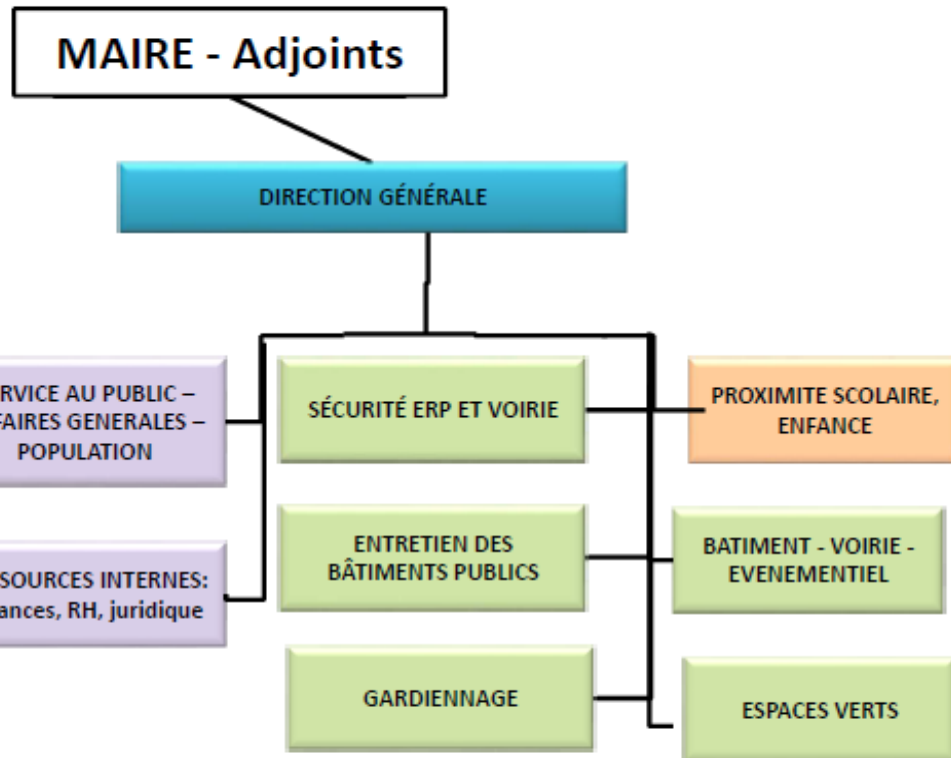 MAIRE - Adjoints
DIRECTION GÉNÉRALE
RVICE AU PUBLIC –
FAIRES GENERALES –
POPULATION
SÉCURITÉ ERP ET VOIRIE
PROXIMITE SCOLAIRE,
ENFANCE
SOURCES INTERNES:
ances, RH, juridique
ENTRETIEN DES
BÂTIMENTS PUBLICS
BATIMENT - VOIRIE -
EVENEMENTIEL
GARDIENNAGE
ESPACES VERTS